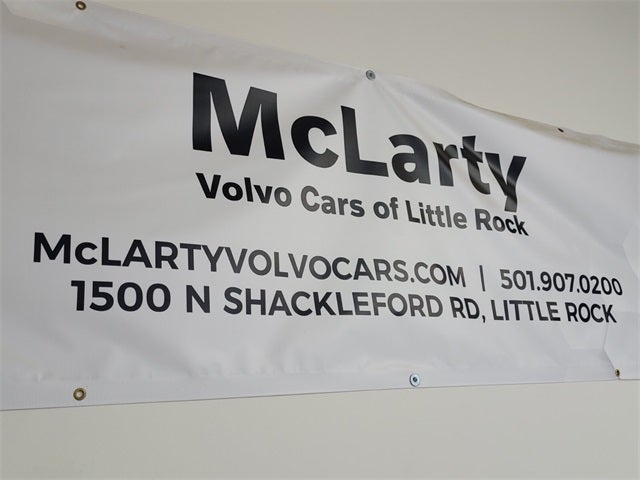 McLarty
Volvo Cars of Little Rock
McLARTYVOLVOCARS.COM | 501.907.0200
1500 N SHACKLEFORD RD, LITTLE ROCK